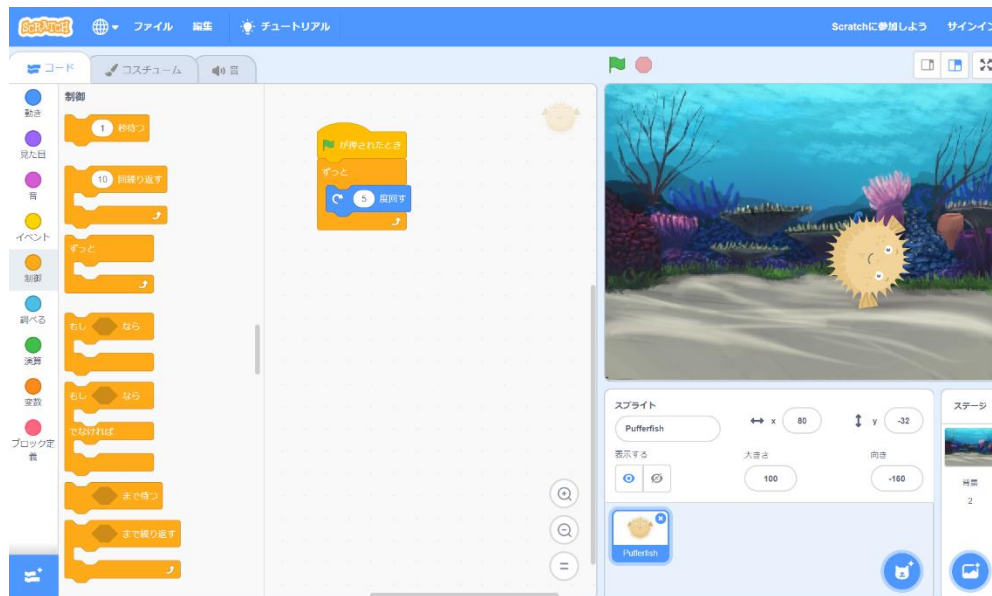 SCRATCH ファイル 編集 チュートリアル Scratchに参加しよう サインイン
コード コスチューム 音
動き
見た目
音
イベント
制御
調べる
演算
変数
ブロック定
義
制御
1 秒待つ
10 回繰り返す
ずっと
もし なら
もし なら
でなければ
まで待つ
まで繰り返す
が押されたとき
ずっと
5 度回す
スプライト
Pufferfish x 80 y -32
表示する 大きさ 向き
100 -160
Pufferfish
ステージ
背景
2